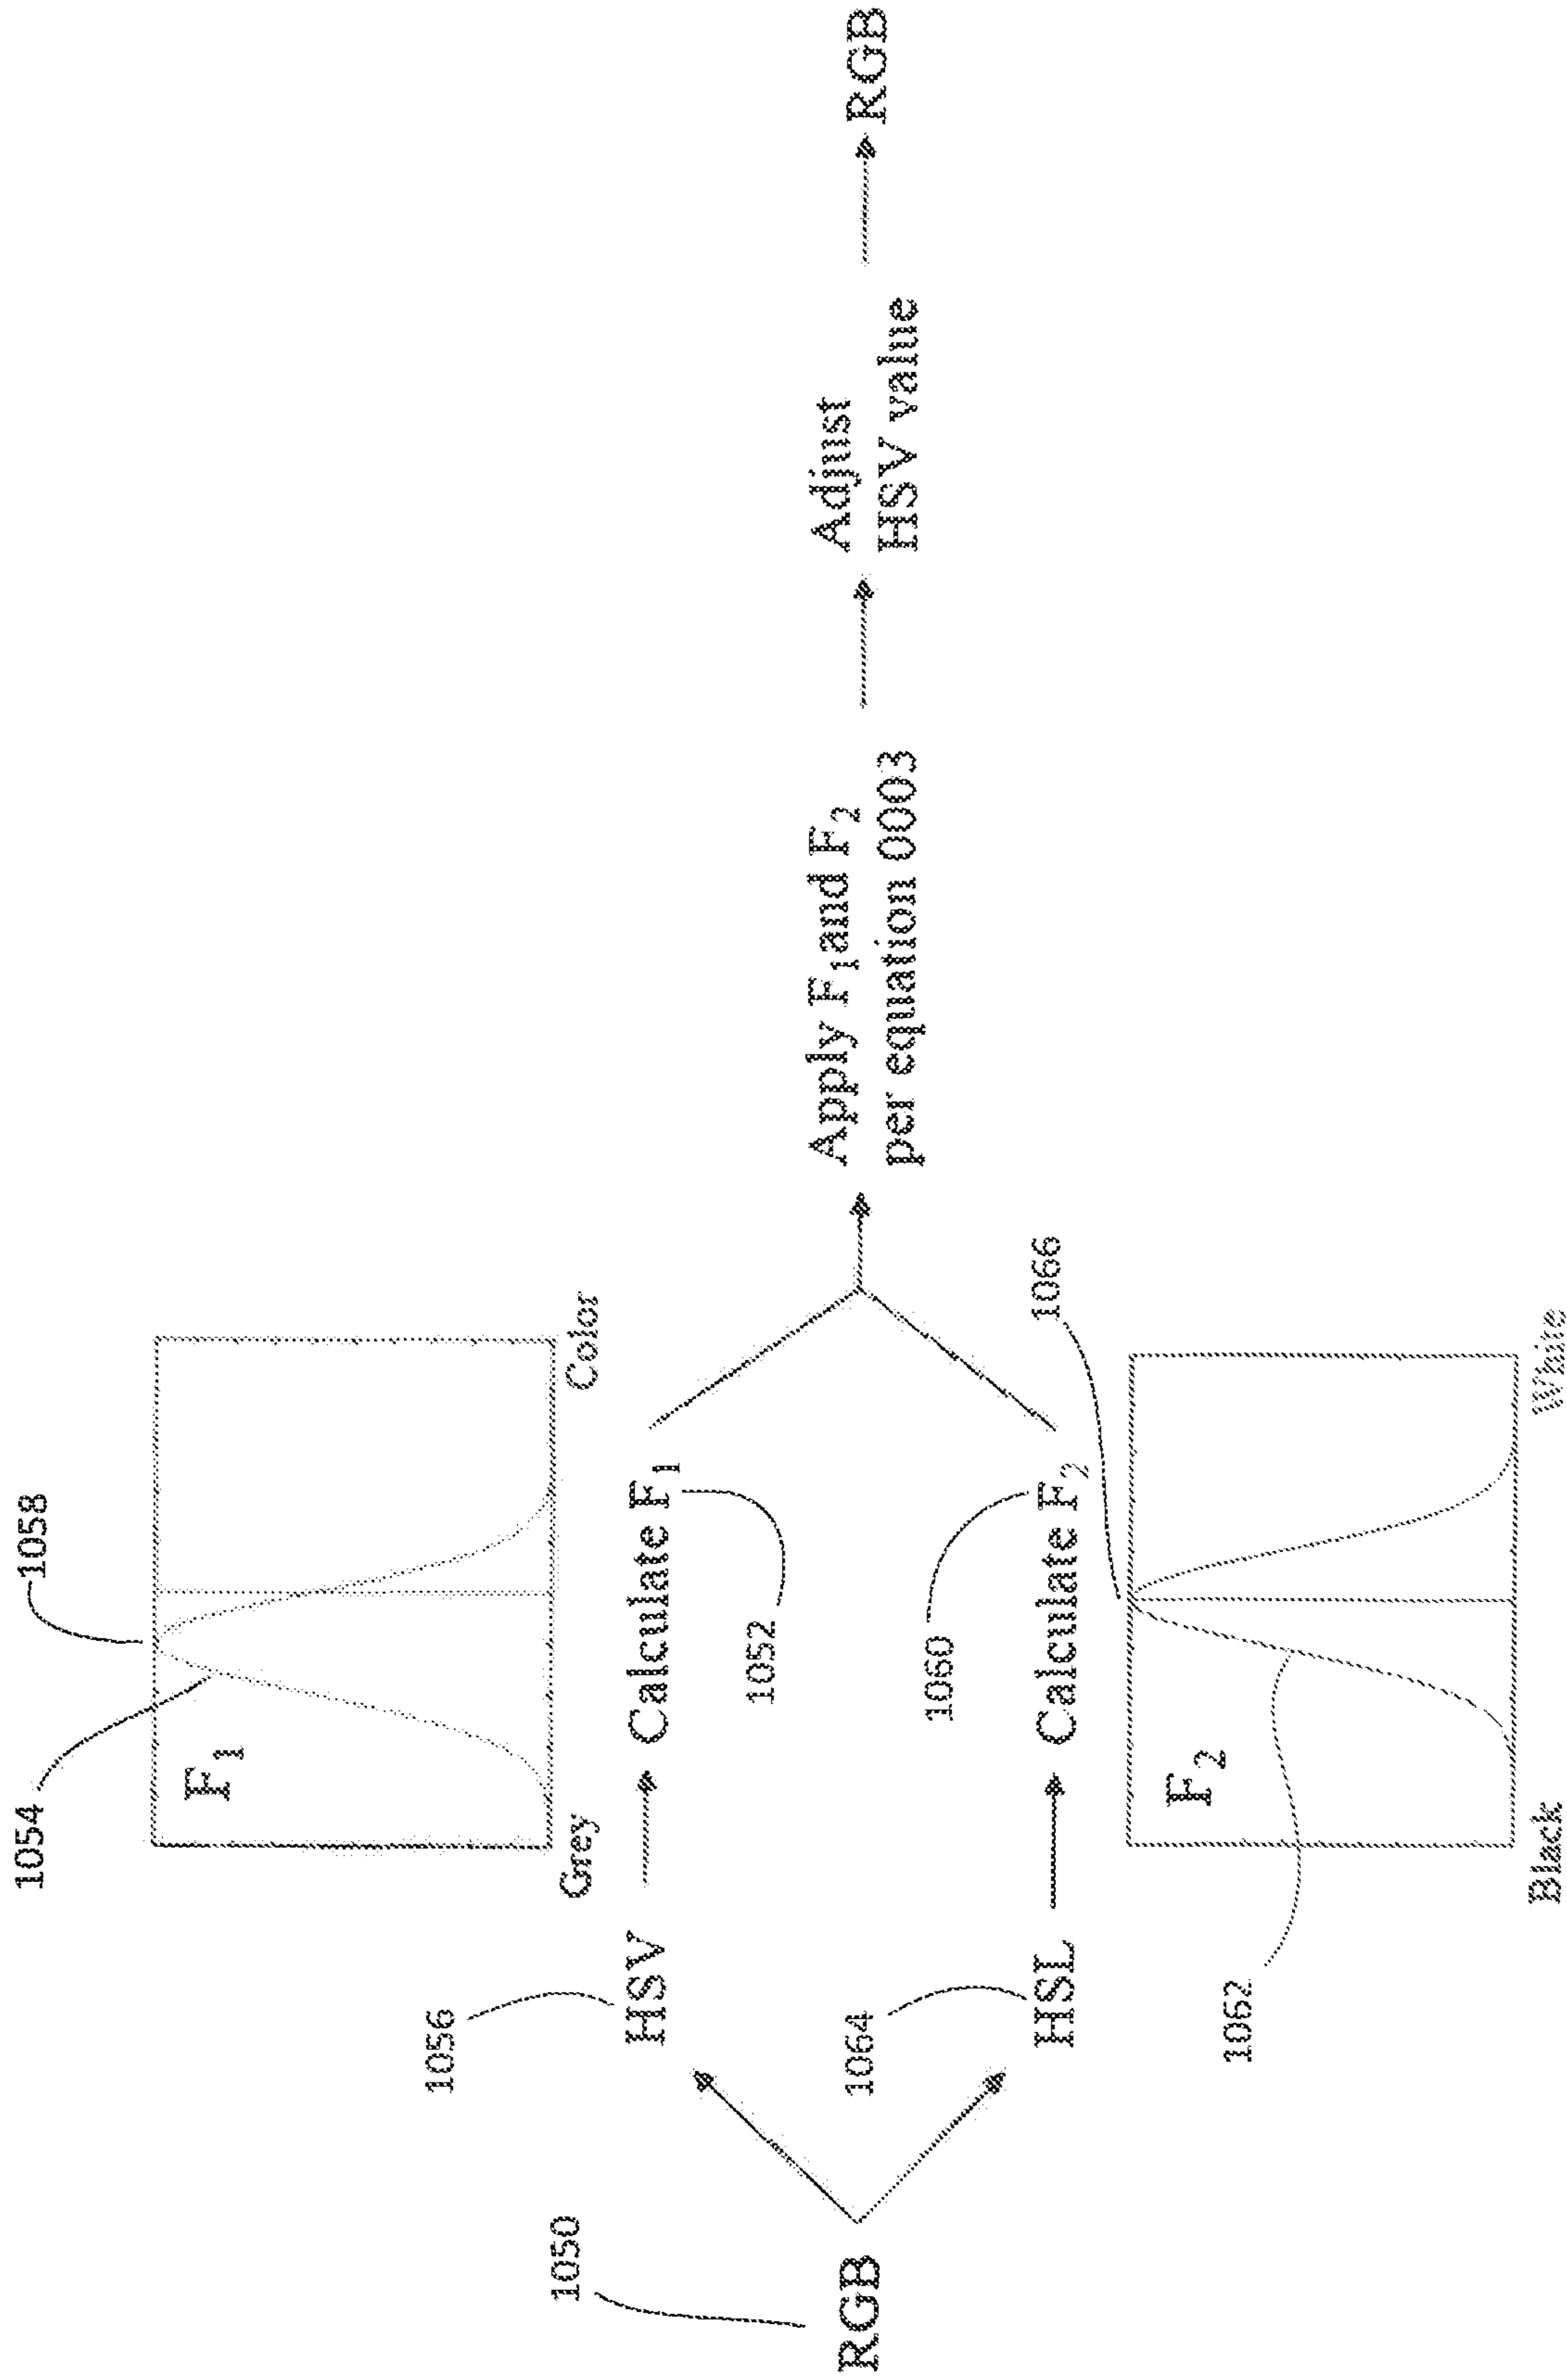 1054
1058
F1
Grey
Color
1056
HSV
Calculate F1
1052
1050
RGB
Apply F1 and F2
per equation 0003
Adjust
HSV value
RGB
1064
HSL
1060
Calculate F2
1066
1062
F2
Black
White